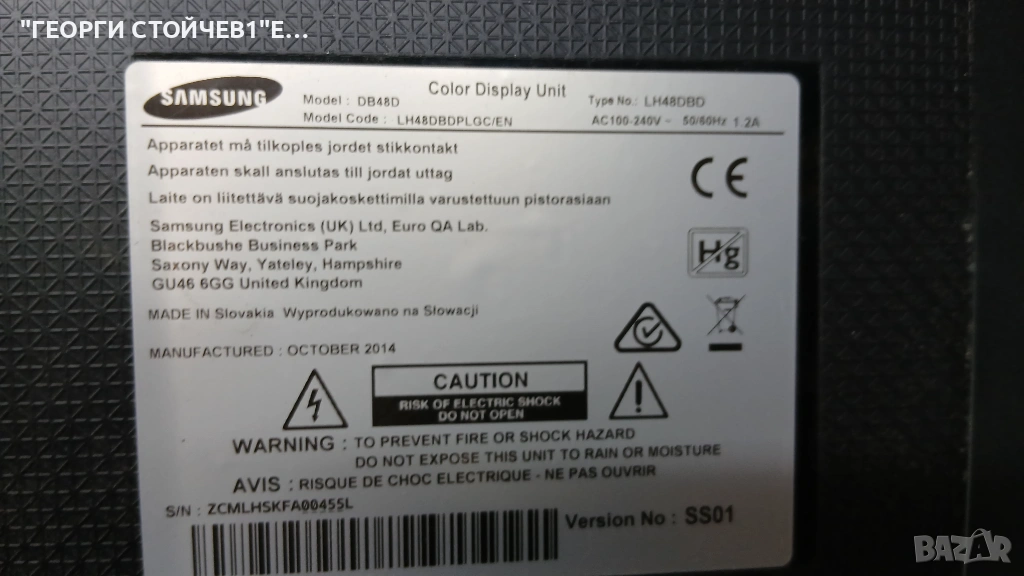 "ГЕОРГИ СТОЙЧЕВ1"Е...
SAMSUNG
Color Display Unit
Model : DB48D
Type No.: LH48DBD
Model Code : LH48DBDPLGC/EN
AC100-240V ~ 50/60Hz 1.2A
Apparatet må tilkoples jordet stikkontakt
Apparaten skall anslutas till jordat uttag
Laite on liitettävä suojakoskettimilla varustettuun pistorasiaan
Samsung Electronics (UK) Ltd, Euro QA Lab.
Blackbushe Business Park
Saxony Way, Yateley, Hampshire
GU46 6GG United Kingdom
CE
Hg
MADE IN Slovakia Wyprodukowano na Slowacji
MANUFACTURED : OCTOBER 2014
CAUTION
RISK OF ELECTRIC SHOCK
DO NOT OPEN
WARNING : TO PREVENT FIRE OR SHOCK HAZARD
DO NOT EXPOSE THIS UNIT TO RAIN OR MOISTURE
AVIS : RISQUE DE CHOC ELECTRIQUE - NE PAS OUVRIR
S/N : ZCMLHSKFA00455L
Version No : SS01
BAZAR